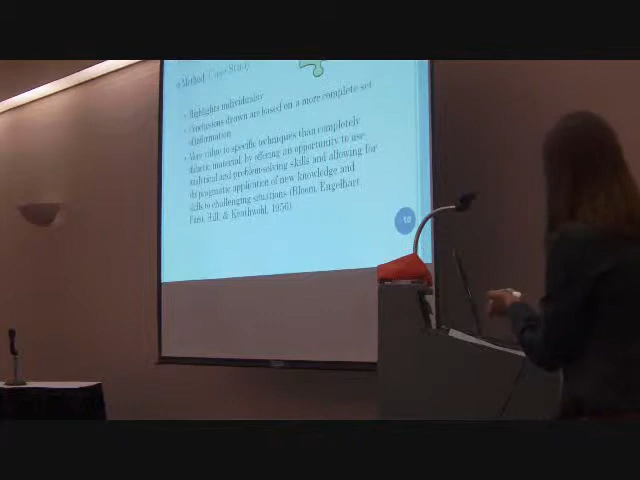 Method: Case Study
Highlights individuality
Conclusions drawn are based on a more complete set
of information
value to specific techniques than completely
didactic material, by offering an opportunity to use
analytical and problem-solving skills and allowing for
the pragmatic application of new knowledge and
skills to challenging situations (Bloom, Engelhart
Furst, Hill, & Krathwohl, 1956)